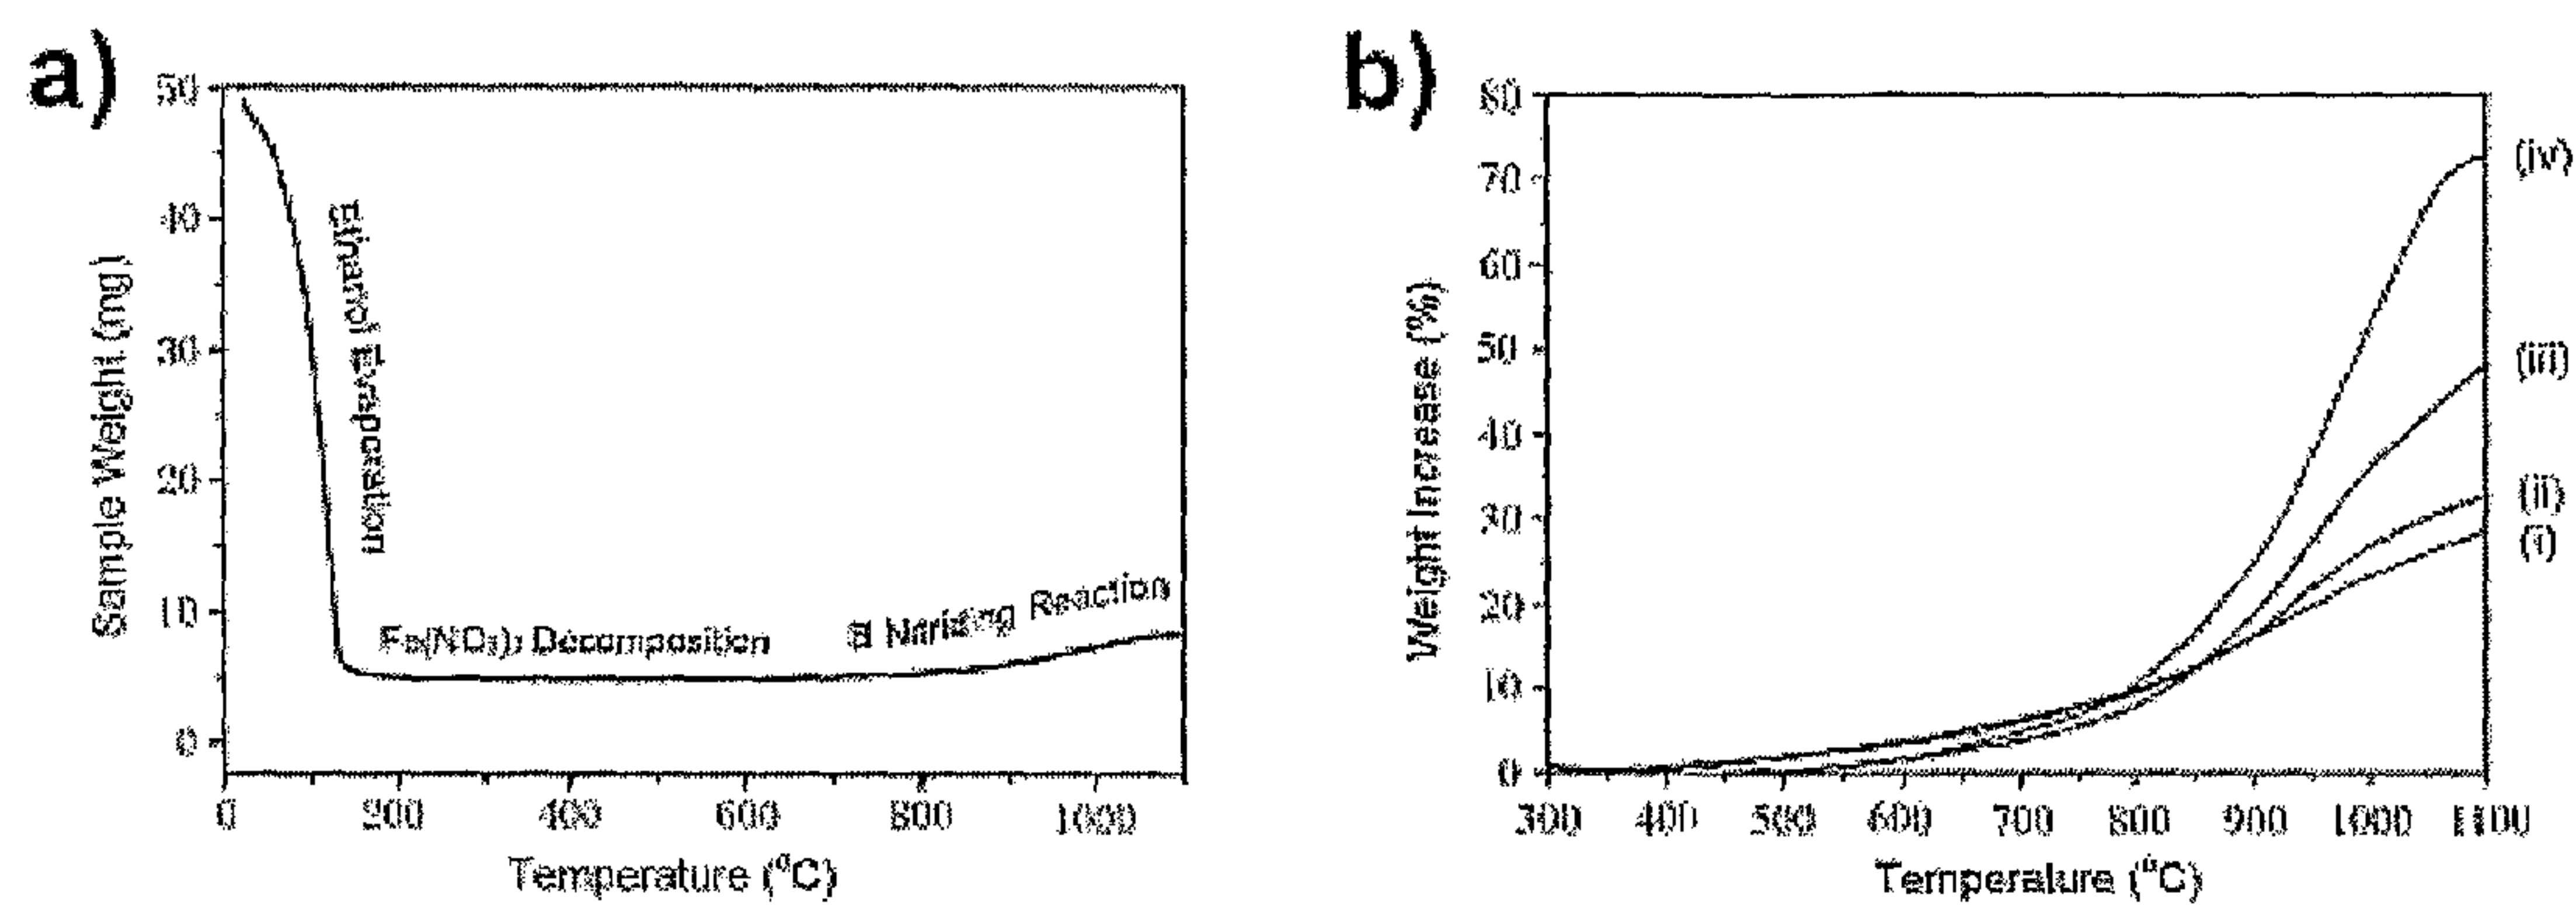 a)
50
40
30
20
10
0
Sample Weight (mg)
Ethanol Evaporation
Fe(NO₃)₃ Decomposition
B Nitriding Reaction
0 200 400 600 800 1000
Temperature (°C)
b)
80
70
60
50
40
30
20
10
0
Weight Increase (%)
(iv)
(iii)
(ii)
(i)
300 400 500 600 700 800 900 1000 1100
Temperature (°C)